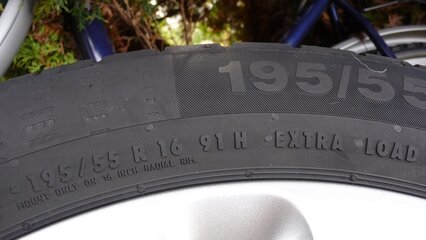 195/55
195/55 R 16 91 H EXTRA LOAD
MOUNT ONLY ON 16 INCH RADIAL RIM.